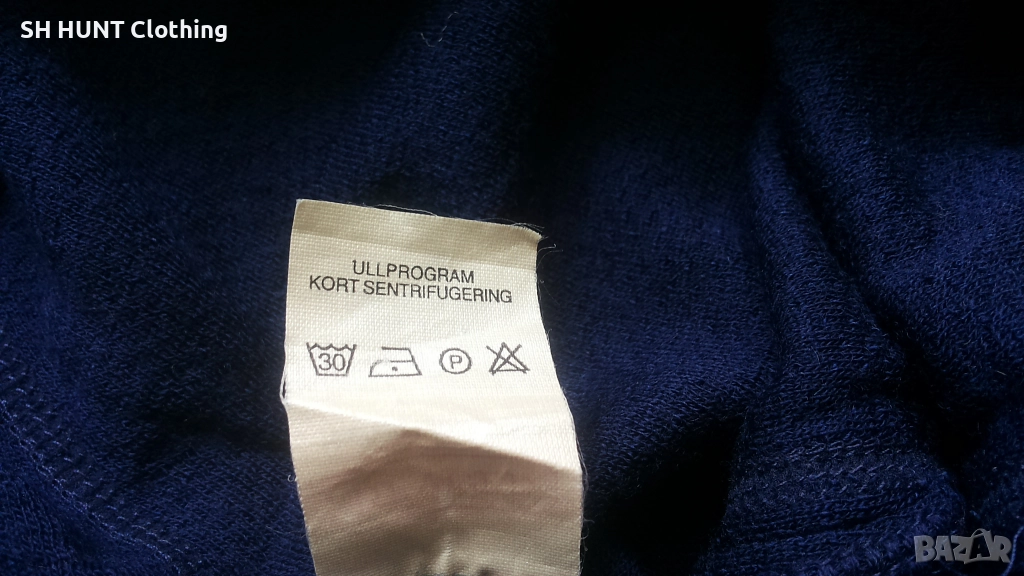 SH HUNT Clothing
ULLPROGRAM
KORT SENTRIFUGERING
30 P
BAZAR